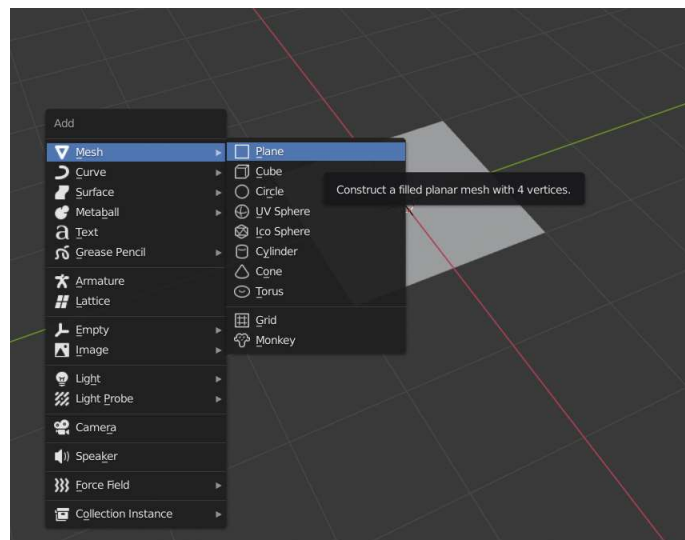 Add
Mesh
Curve
Surface
Metaball
Text
Grease Pencil
Armature
Lattice
Empty
Image
Light
Light Probe
Camera
Speaker
Force Field
Collection Instance
Plane
Cube
Circle
UV Sphere
Ico Sphere
Cylinder
Cone
Torus
Grid
Monkey
Construct a filled planar mesh with 4 vertices.